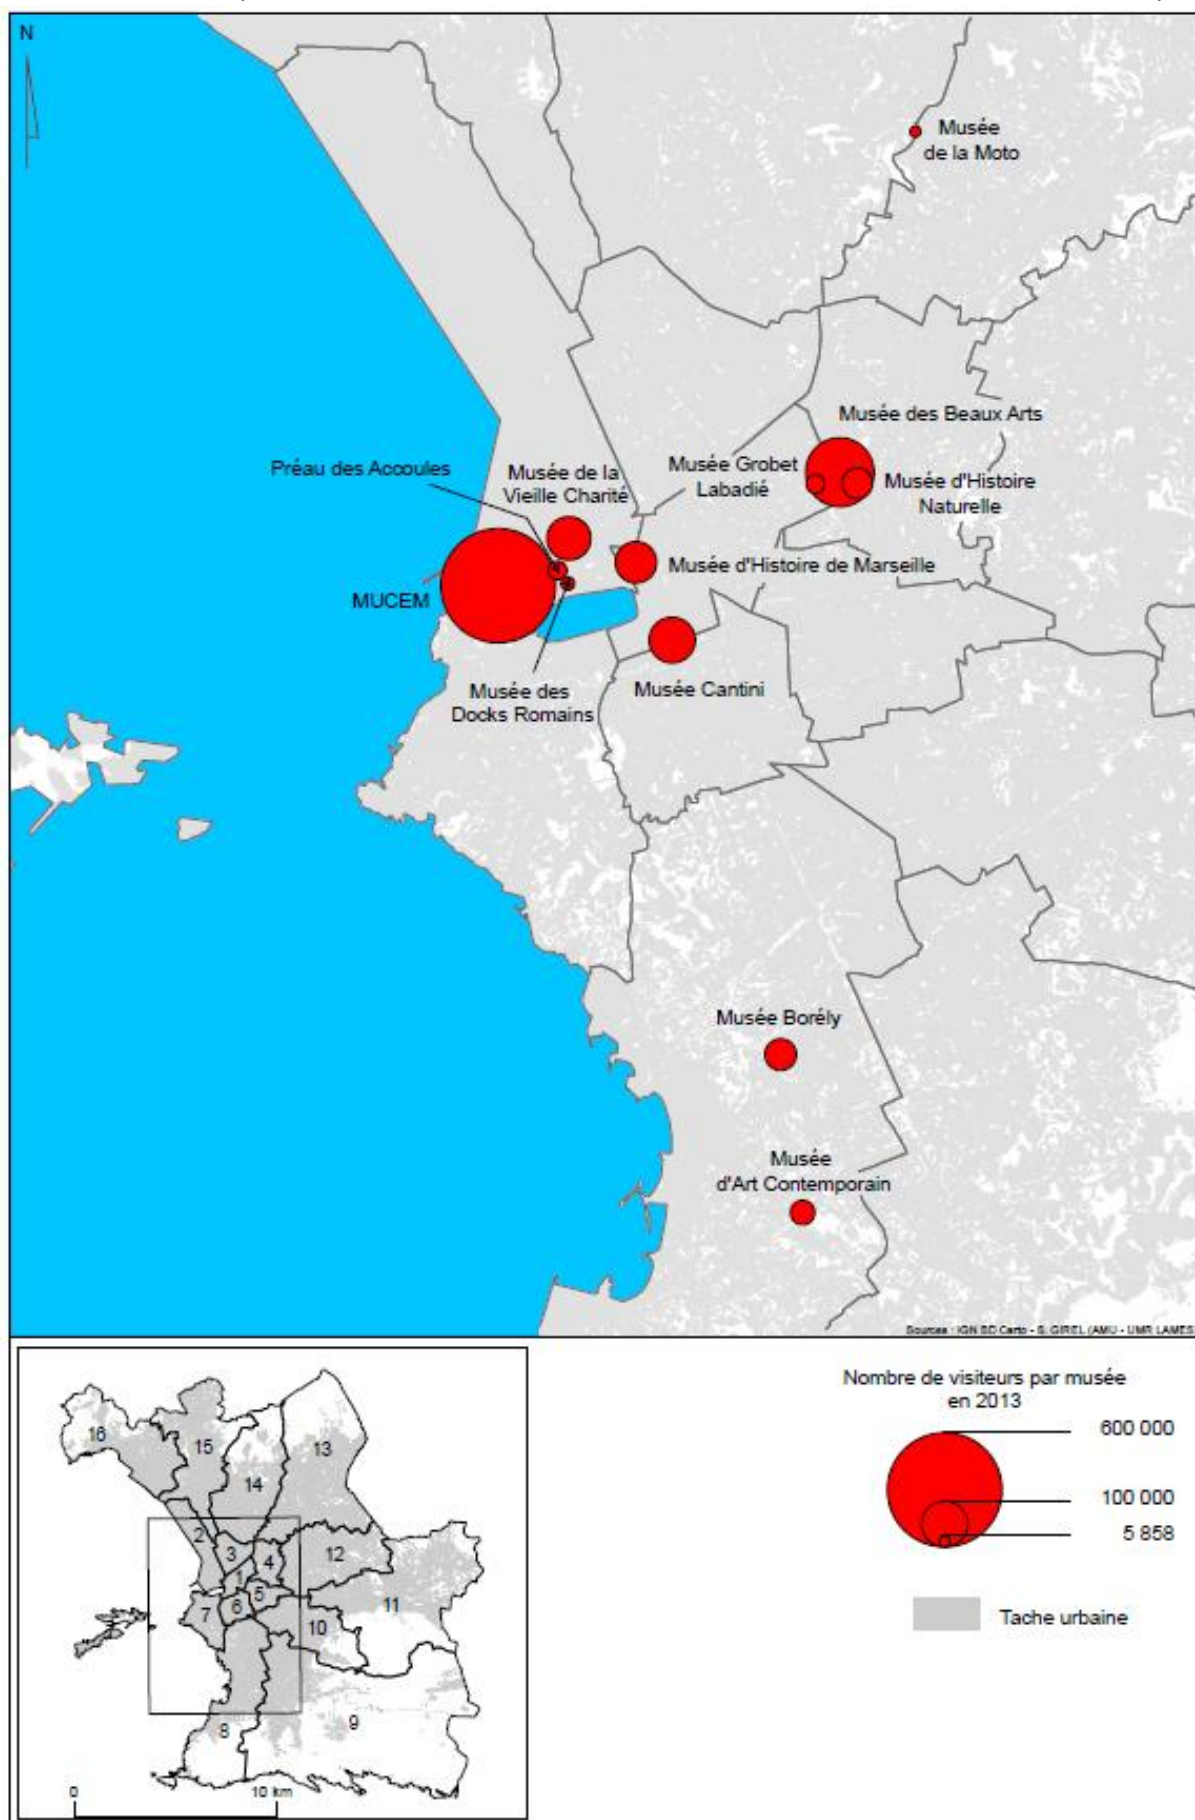 N
Musée
de la Moto
Musée des Beaux Arts
Préau des Accoules
Musée de la
Vieille Charité
Musée Grobet
Labadié
Musée d'Histoire
Naturelle
Musée d'Histoire de Marseille
MUCEM
Musée des
Docks Romains
Musée Cantini
Musée Borély
Musée
d'Art Contemporain
Sources : IGN BD Carto - S. GIREL (AMU - UMR LAMES)
Nombre de visiteurs par musée
en 2013
600 000
100 000
5 858
Tache urbaine
16
15
13
14
2
3
4
12
1
5
11
7
6
10
8
9
0
10 km